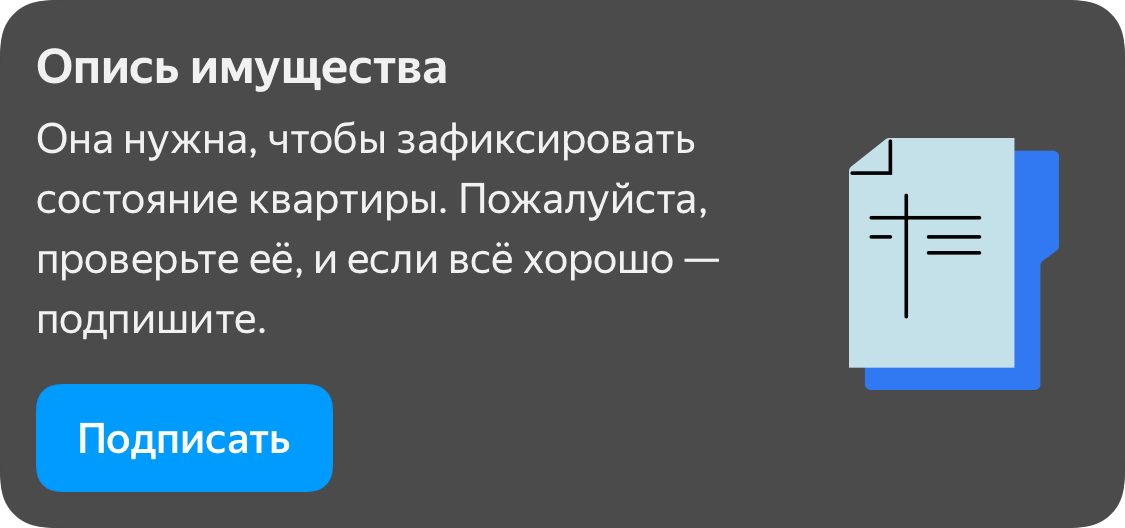 Опись имущества
Она нужна, чтобы зафиксировать
состояние квартиры. Пожалуйста,
проверьте её, и если всё хорошо —
подпишите.
Подписать